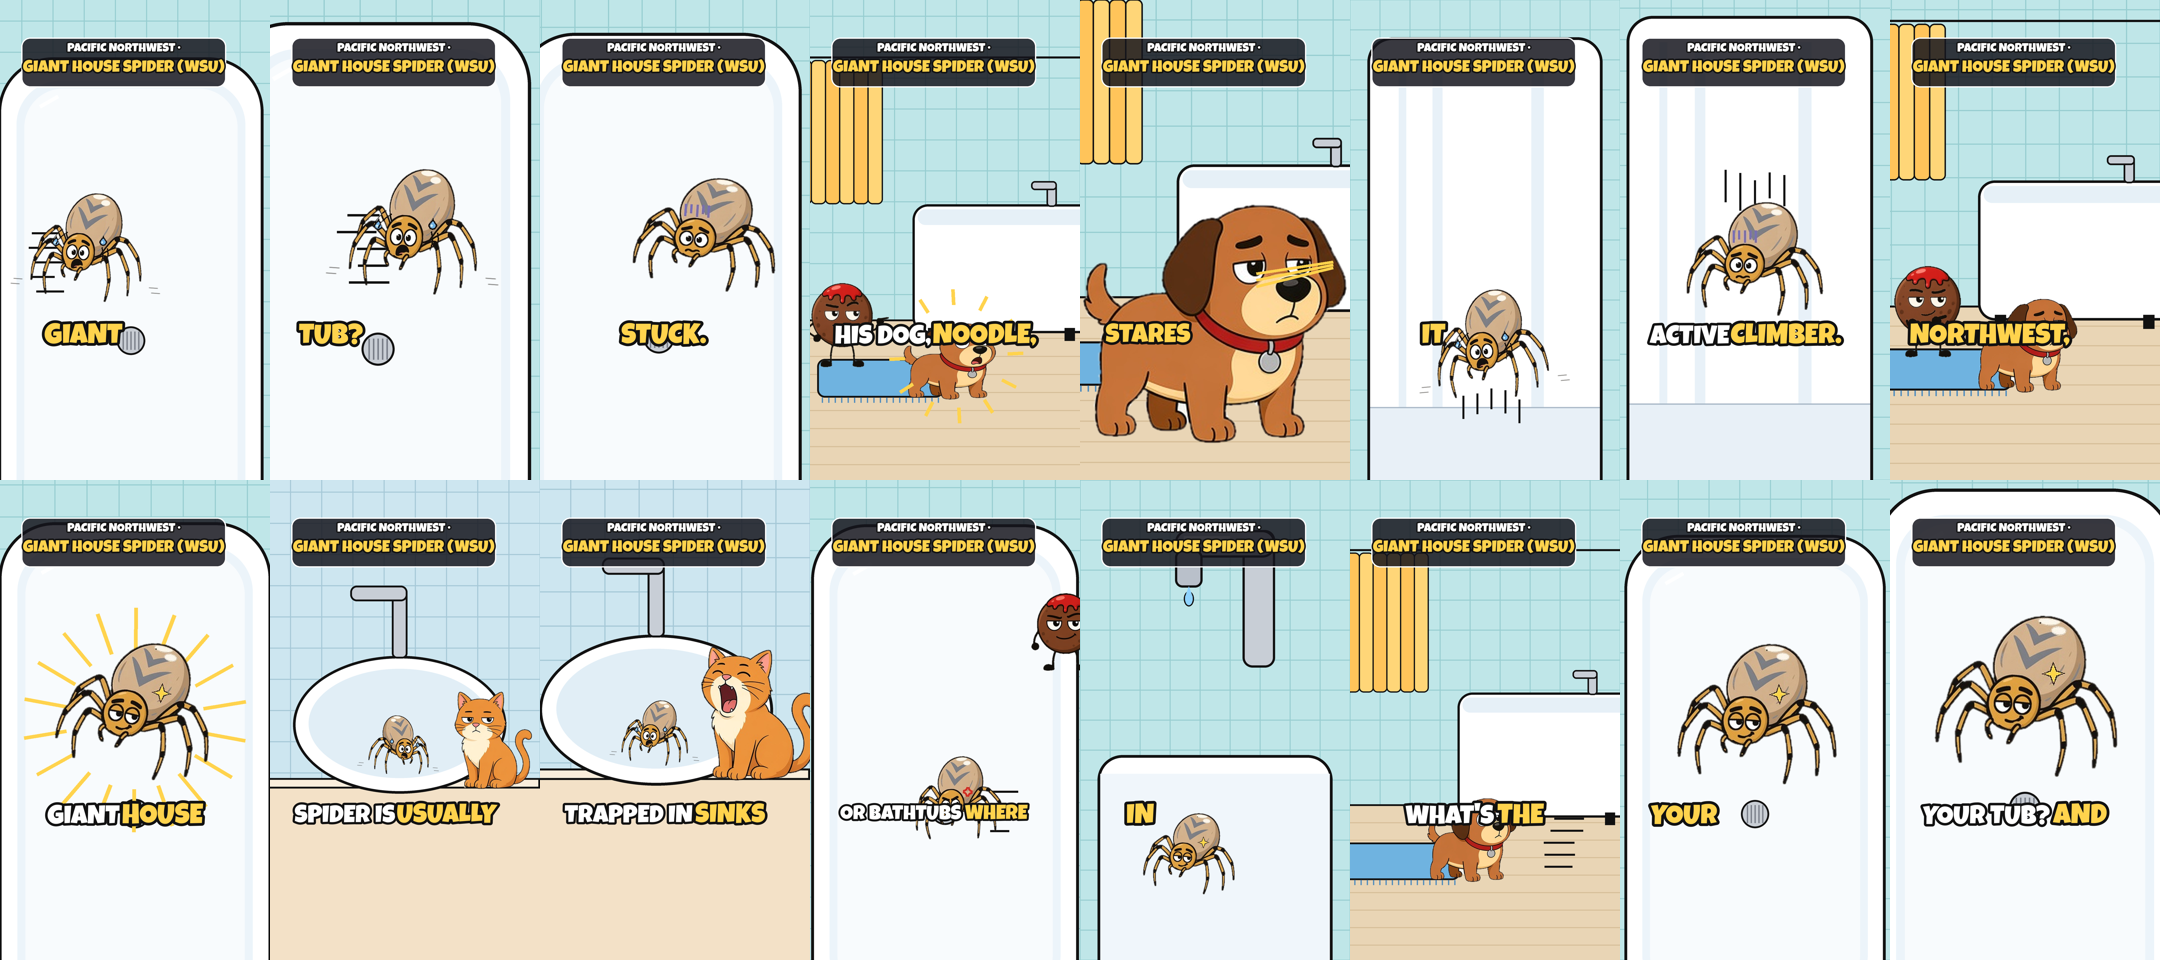 PACIFIC NORTHWEST ·
GIANT HOUSE SPIDER (WSU)
GIANT
PACIFIC NORTHWEST ·
GIANT HOUSE SPIDER (WSU)
TUB?
PACIFIC NORTHWEST ·
GIANT HOUSE SPIDER (WSU)
STUCK.
PACIFIC NORTHWEST ·
GIANT HOUSE SPIDER (WSU)
HIS DOG, NOODLE,
PACIFIC NORTHWEST ·
GIANT HOUSE SPIDER (WSU)
STARES
PACIFIC NORTHWEST ·
GIANT HOUSE SPIDER (WSU)
IT
PACIFIC NORTHWEST ·
GIANT HOUSE SPIDER (WSU)
ACTIVE CLIMBER.
PACIFIC NORTHWEST ·
GIANT HOUSE SPIDER (WSU)
NORTHWEST,
PACIFIC NORTHWEST ·
GIANT HOUSE SPIDER (WSU)
GIANT HOUSE
PACIFIC NORTHWEST ·
GIANT HOUSE SPIDER (WSU)
SPIDER IS USUALLY
PACIFIC NORTHWEST ·
GIANT HOUSE SPIDER (WSU)
TRAPPED IN SINKS
PACIFIC NORTHWEST ·
GIANT HOUSE SPIDER (WSU)
OR BATHTUBS WHERE
PACIFIC NORTHWEST ·
GIANT HOUSE SPIDER (WSU)
IN
PACIFIC NORTHWEST ·
GIANT HOUSE SPIDER (WSU)
WHAT'S THE
PACIFIC NORTHWEST ·
GIANT HOUSE SPIDER (WSU)
YOUR
PACIFIC NORTHWEST ·
GIANT HOUSE SPIDER (WSU)
YOUR TUB? AND